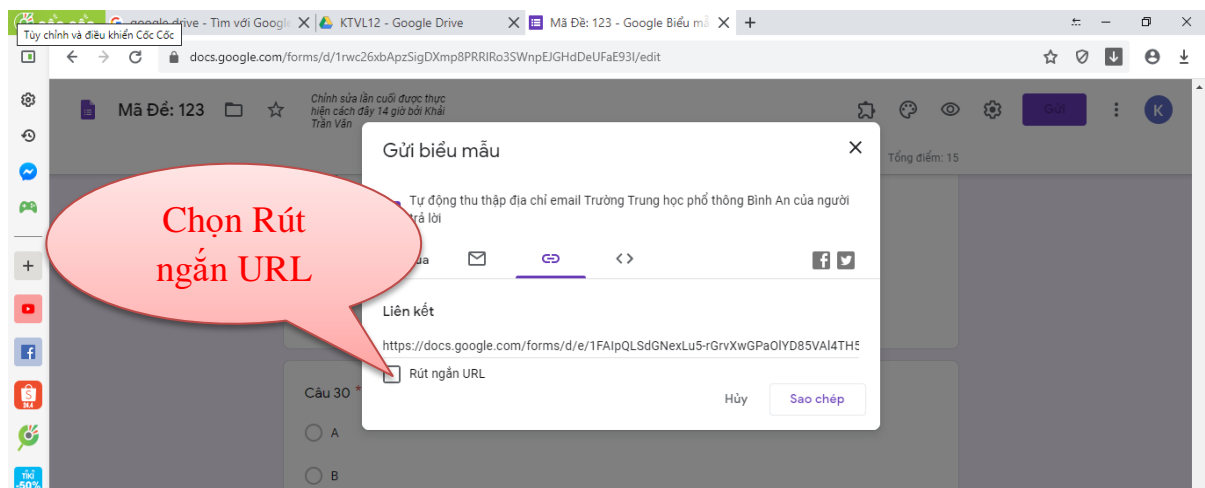 google drive - Tìm với Google
KTVL12 - Google Drive
Mã Đề: 123 - Google Biểu mẫ
Tùy chỉnh và điều khiển Cốc Cốc
docs.google.com/forms/d/1rwc26xbApzSigDXmp8PRRIRo3SWnpEJGHdDeUFaE93I/edit
Mã Đề: 123
Chỉnh sửa lần cuối được thực
hiện cách đây 14 giờ bởi Khải
Trần Văn
Gửi
K
Tổng điểm: 15
Gửi biểu mẫu
Tự động thu thập địa chỉ email Trường Trung học phổ thông Bình An của người
trả lời
Chọn Rút
ngắn URL
Liên kết
https://docs.google.com/forms/d/e/1FAIpQLSdGNexLu5-rGrvXwGPaOlYD85VAl4TH5
Rút ngắn URL
Hủy
Sao chép
Câu 30 *
A
B
26.4
TIKI
-50%